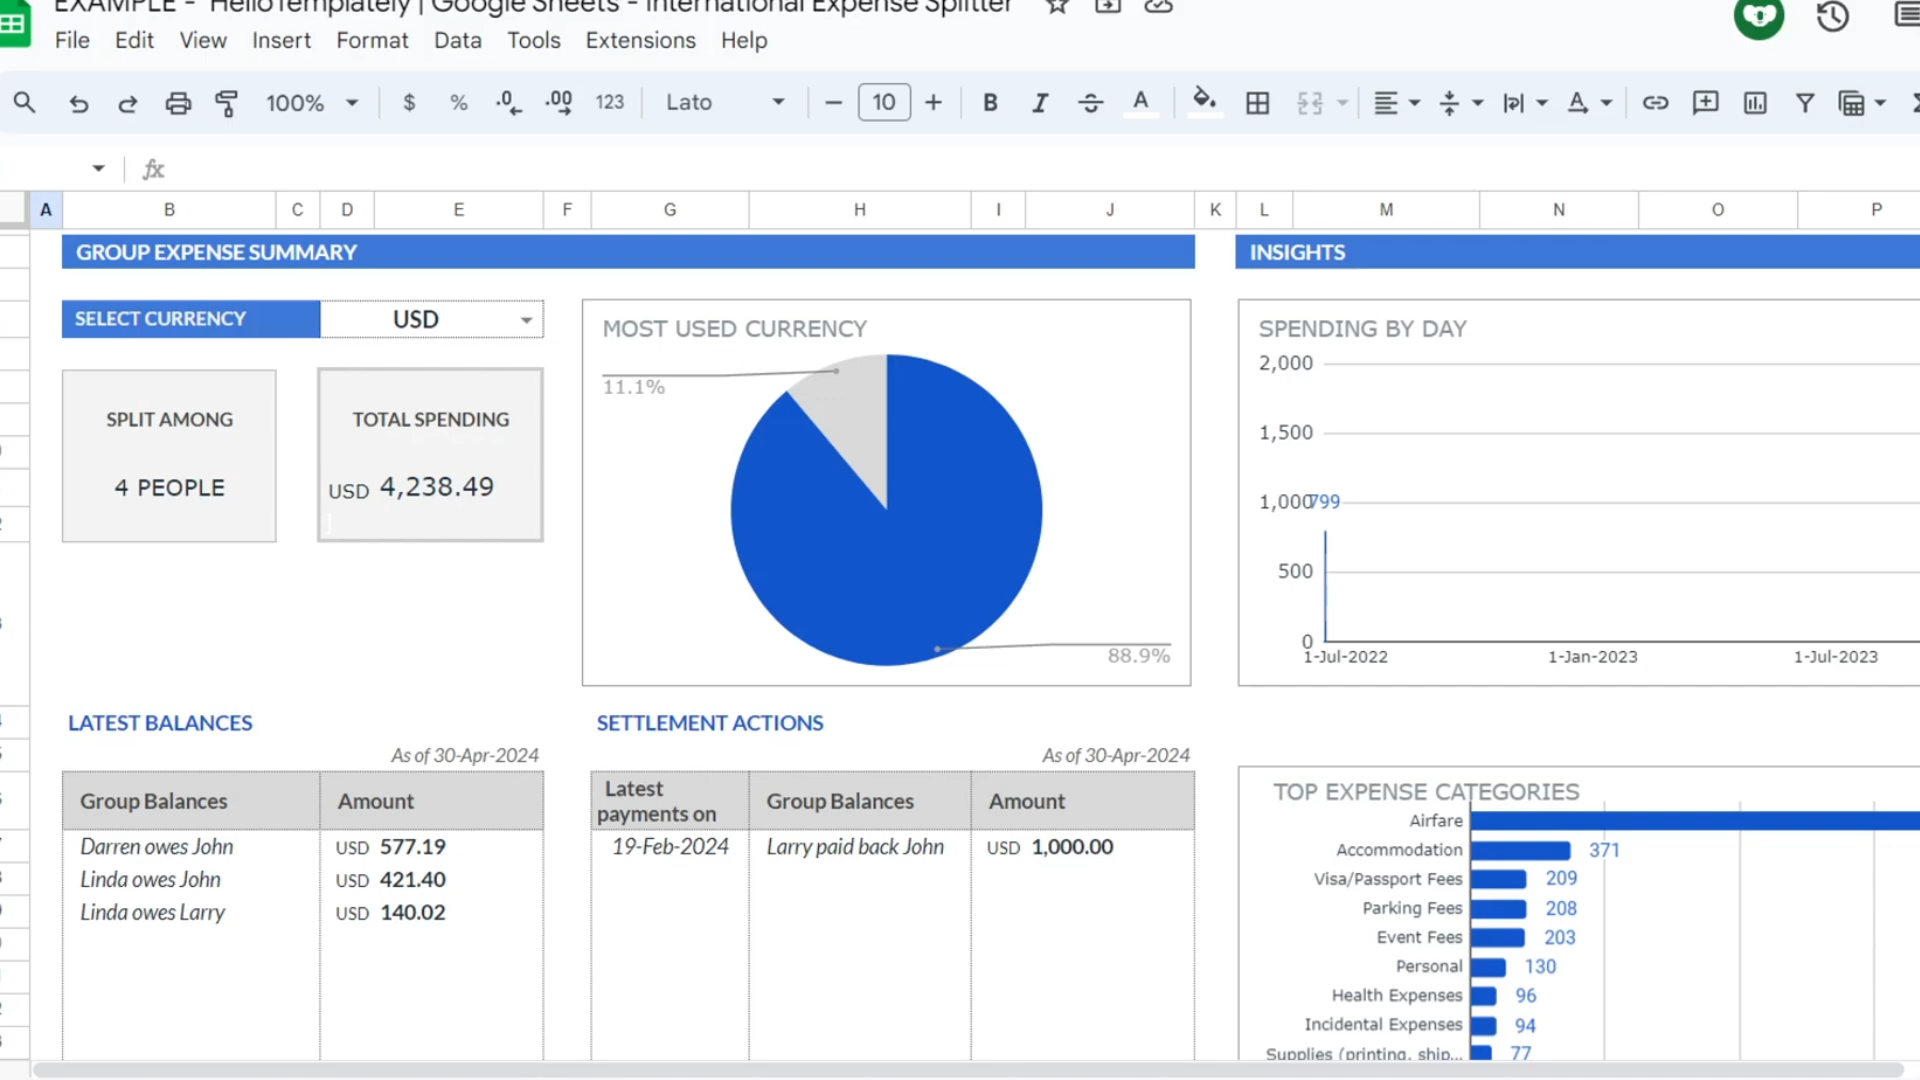 EXAMPLE - HelloTemplately | Google Sheets - International Expense Splitter
File Edit View Insert Format Data Tools Extensions Help
100% $ % .0 .00 123 Lato 10 B I A
fx
A B C D E F G H I J K L M N O P
GROUP EXPENSE SUMMARY
INSIGHTS
SELECT CURRENCY USD
SPLIT AMONG
4 PEOPLE
TOTAL SPENDING
USD 4,238.49
MOST USED CURRENCY
11.1%
88.9%
SPENDING BY DAY
2,000
1,500
1,000
799
500
0
1-Jul-2022 1-Jan-2023 1-Jul-2023
LATEST BALANCES
As of 30-Apr-2024
Group Balances Amount
Darren owes John USD 577.19
Linda owes John USD 421.40
Linda owes Larry USD 140.02
SETTLEMENT ACTIONS
As of 30-Apr-2024
Latest
payments on
Group Balances Amount
19-Feb-2024 Larry paid back John USD 1,000.00
TOP EXPENSE CATEGORIES
Airfare
Accommodation 371
Visa/Passport Fees 209
Parking Fees 208
Event Fees 203
Personal 130
Health Expenses 96
Incidental Expenses 94
Supplies (printing, ship... 77